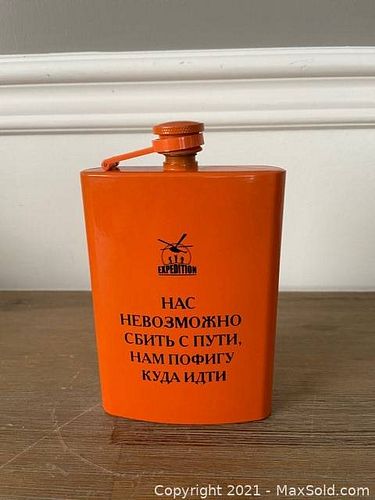 EXPEDITION
НАС
НЕВОЗМОЖНО
СБИТЬ С ПУТИ,
НАМ ПОФИГУ
КУДА ИДТИ
Copyright 2021 - MaxSold.com